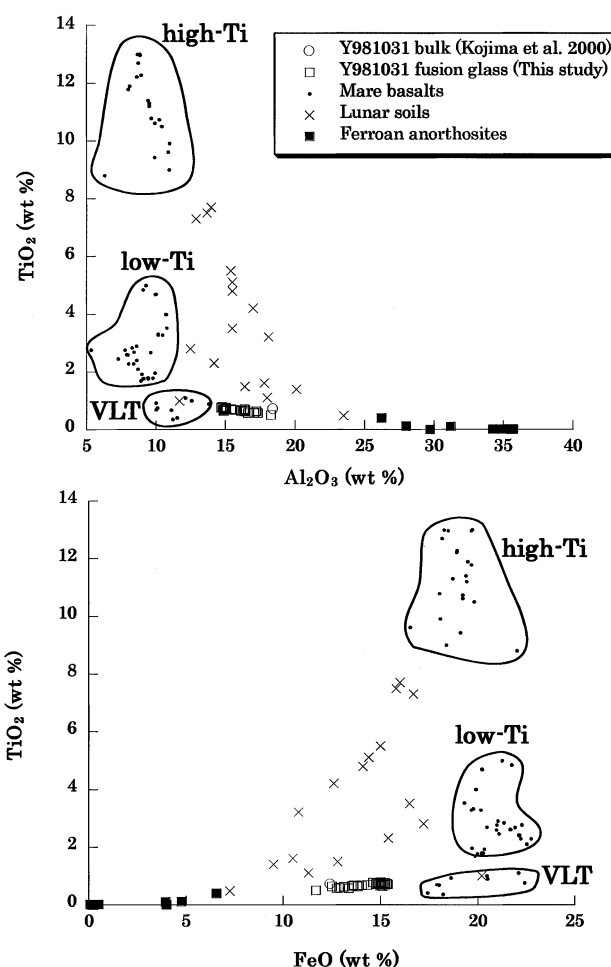 14
12
10
8
6
4
2
0
TiO₂ (wt %)
high-Ti
low-Ti
VLT
Y981031 bulk (Kojima et al. 2000)
Y981031 fusion glass (This study)
Mare basalts
Lunar soils
Ferroan anorthosites
5 10 15 20 25 30 35 40
Al₂O₃ (wt %)
14
12
10
8
6
4
2
0
TiO₂ (wt %)
high-Ti
low-Ti
VLT
0 5 10 15 20 25
FeO (wt %)